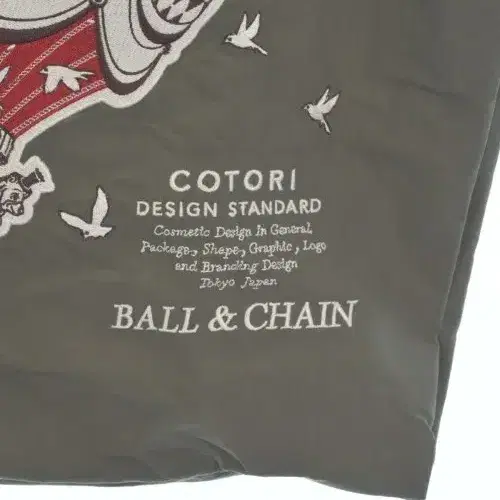 COTORI
DESIGN STANDARD
Cosmetic Design In General,
Package, Shape, Graphic, Logo
and Branding Design
Tokyo Japan
BALL & CHAIN